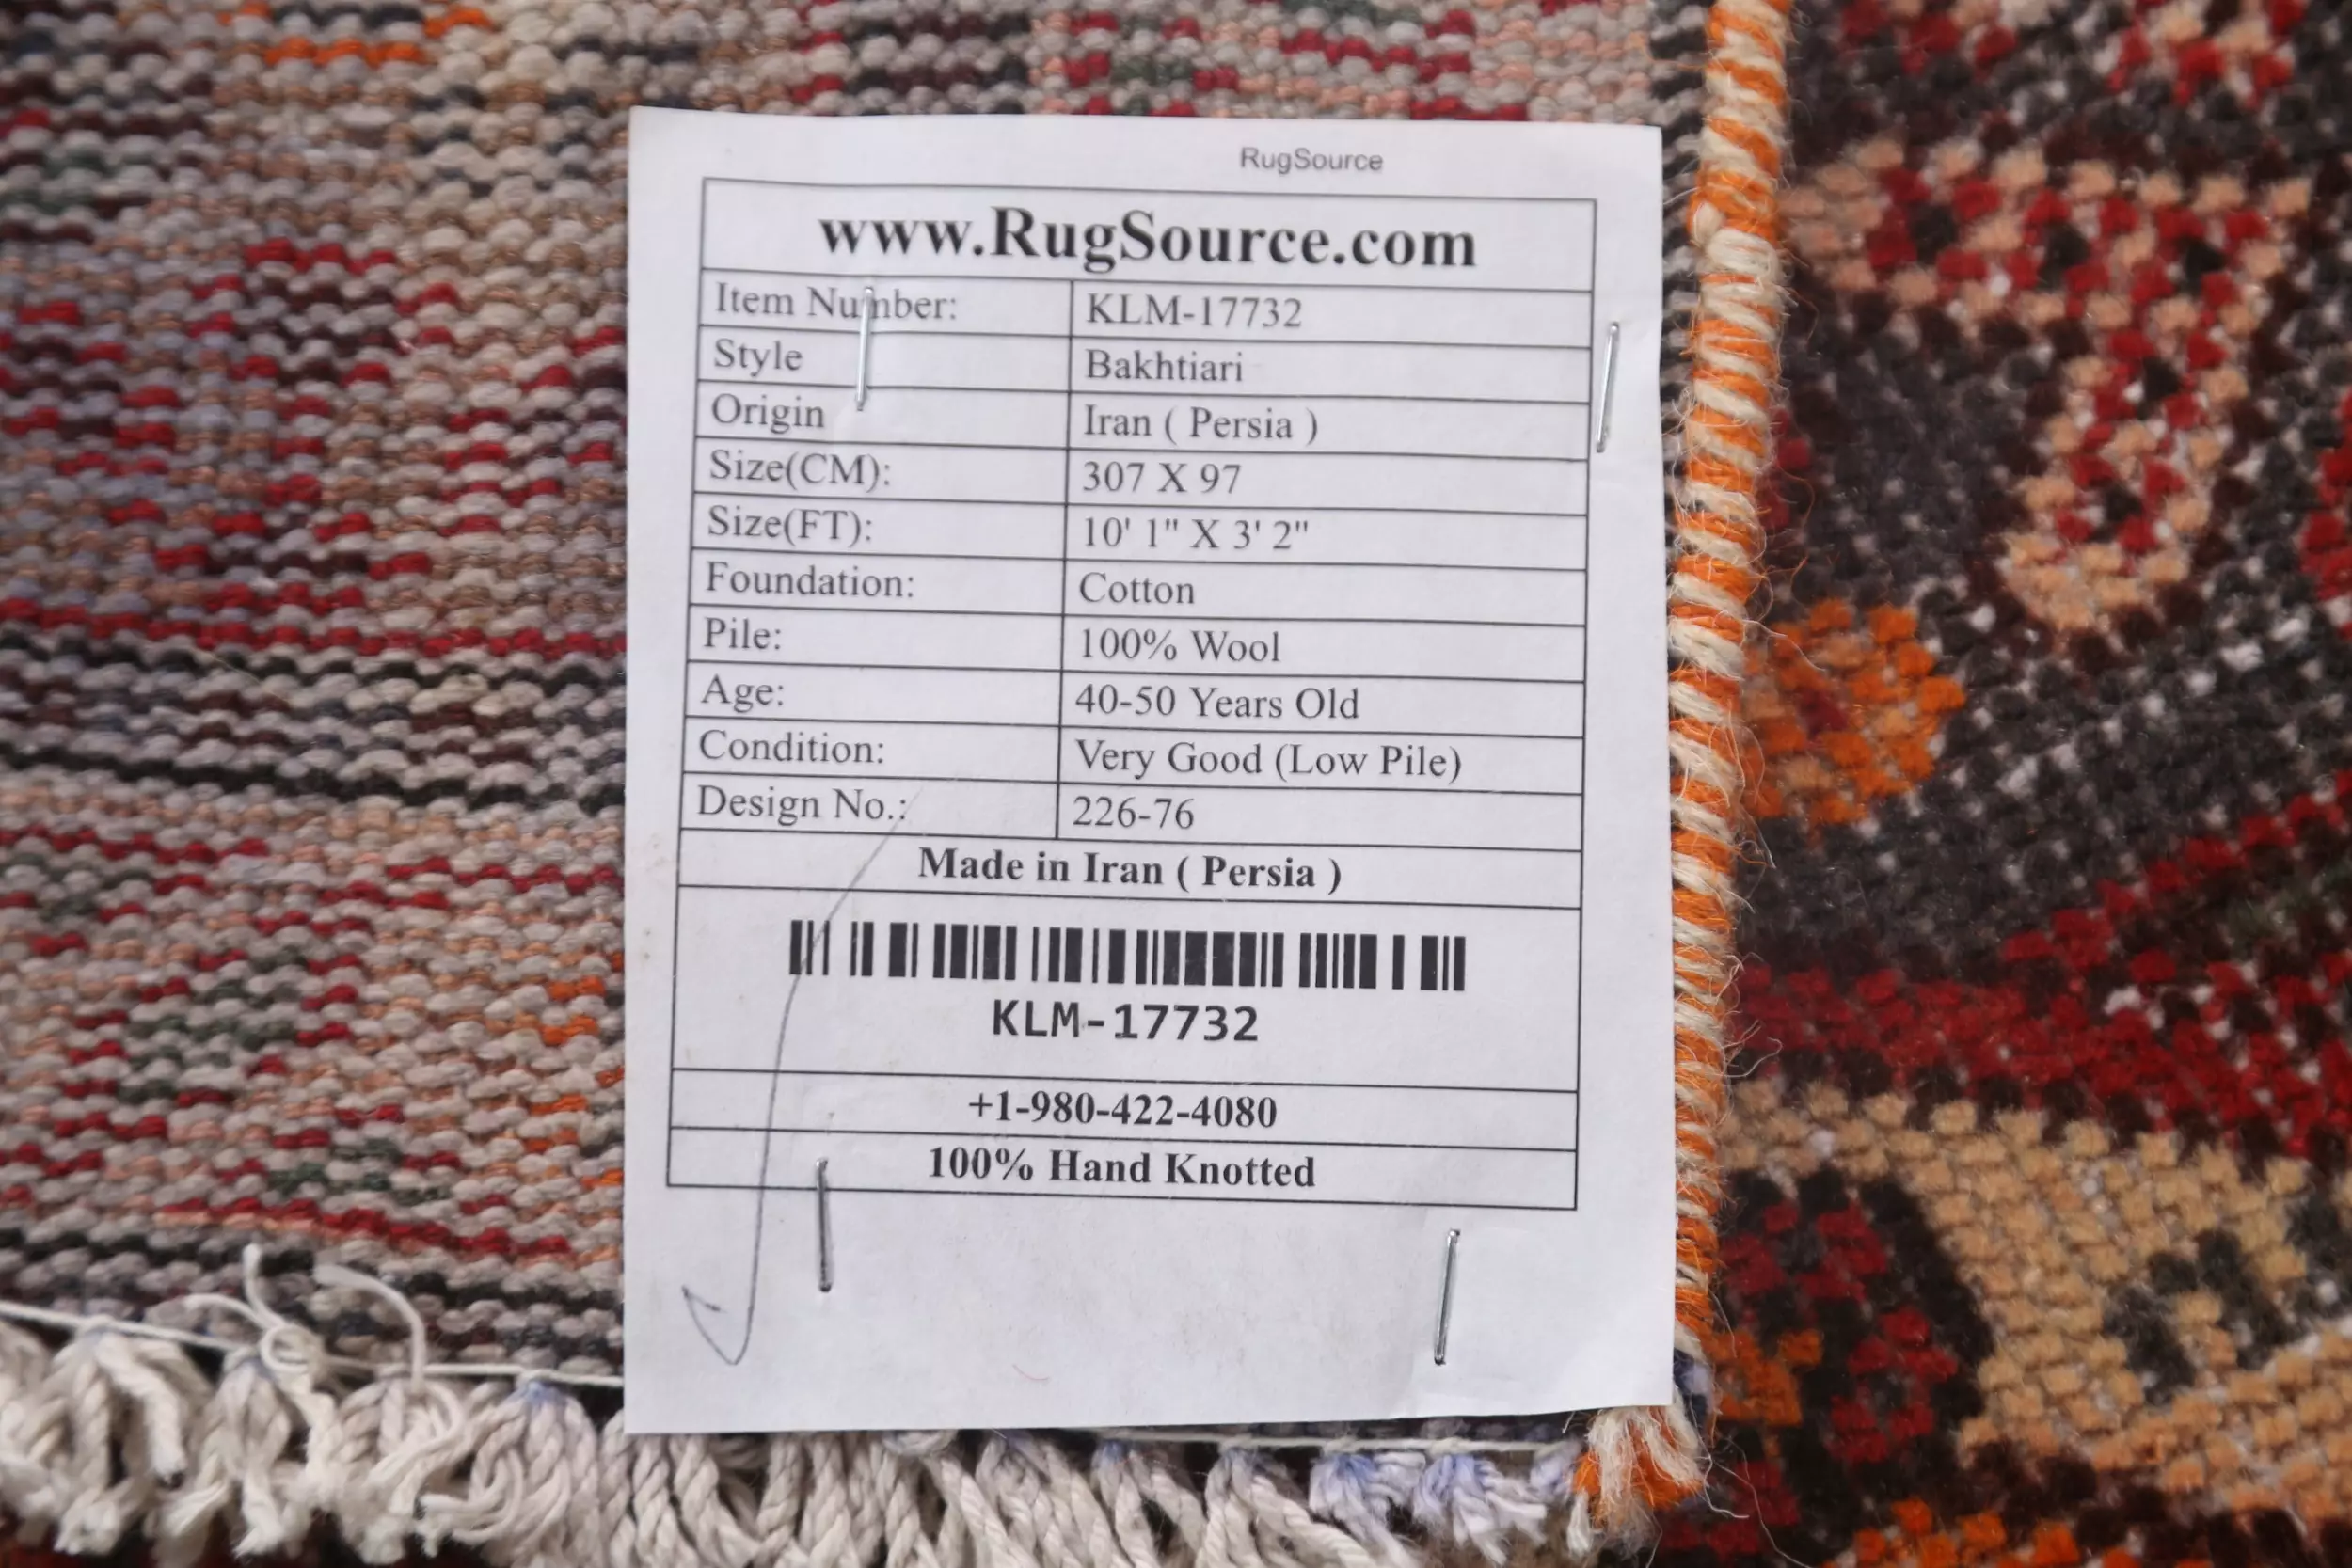 RugSource
www.RugSource.com
Item Number: KLM-17732
Style Bakhtiari
Origin Iran ( Persia )
Size(CM): 307 X 97
Size(FT): 10' 1" X 3' 2"
Foundation: Cotton
Pile: 100% Wool
Age: 40-50 Years Old
Condition: Very Good (Low Pile)
Design No.: 226-76
Made in Iran ( Persia )
KLM-17732
+1-980-422-4080
100% Hand Knotted